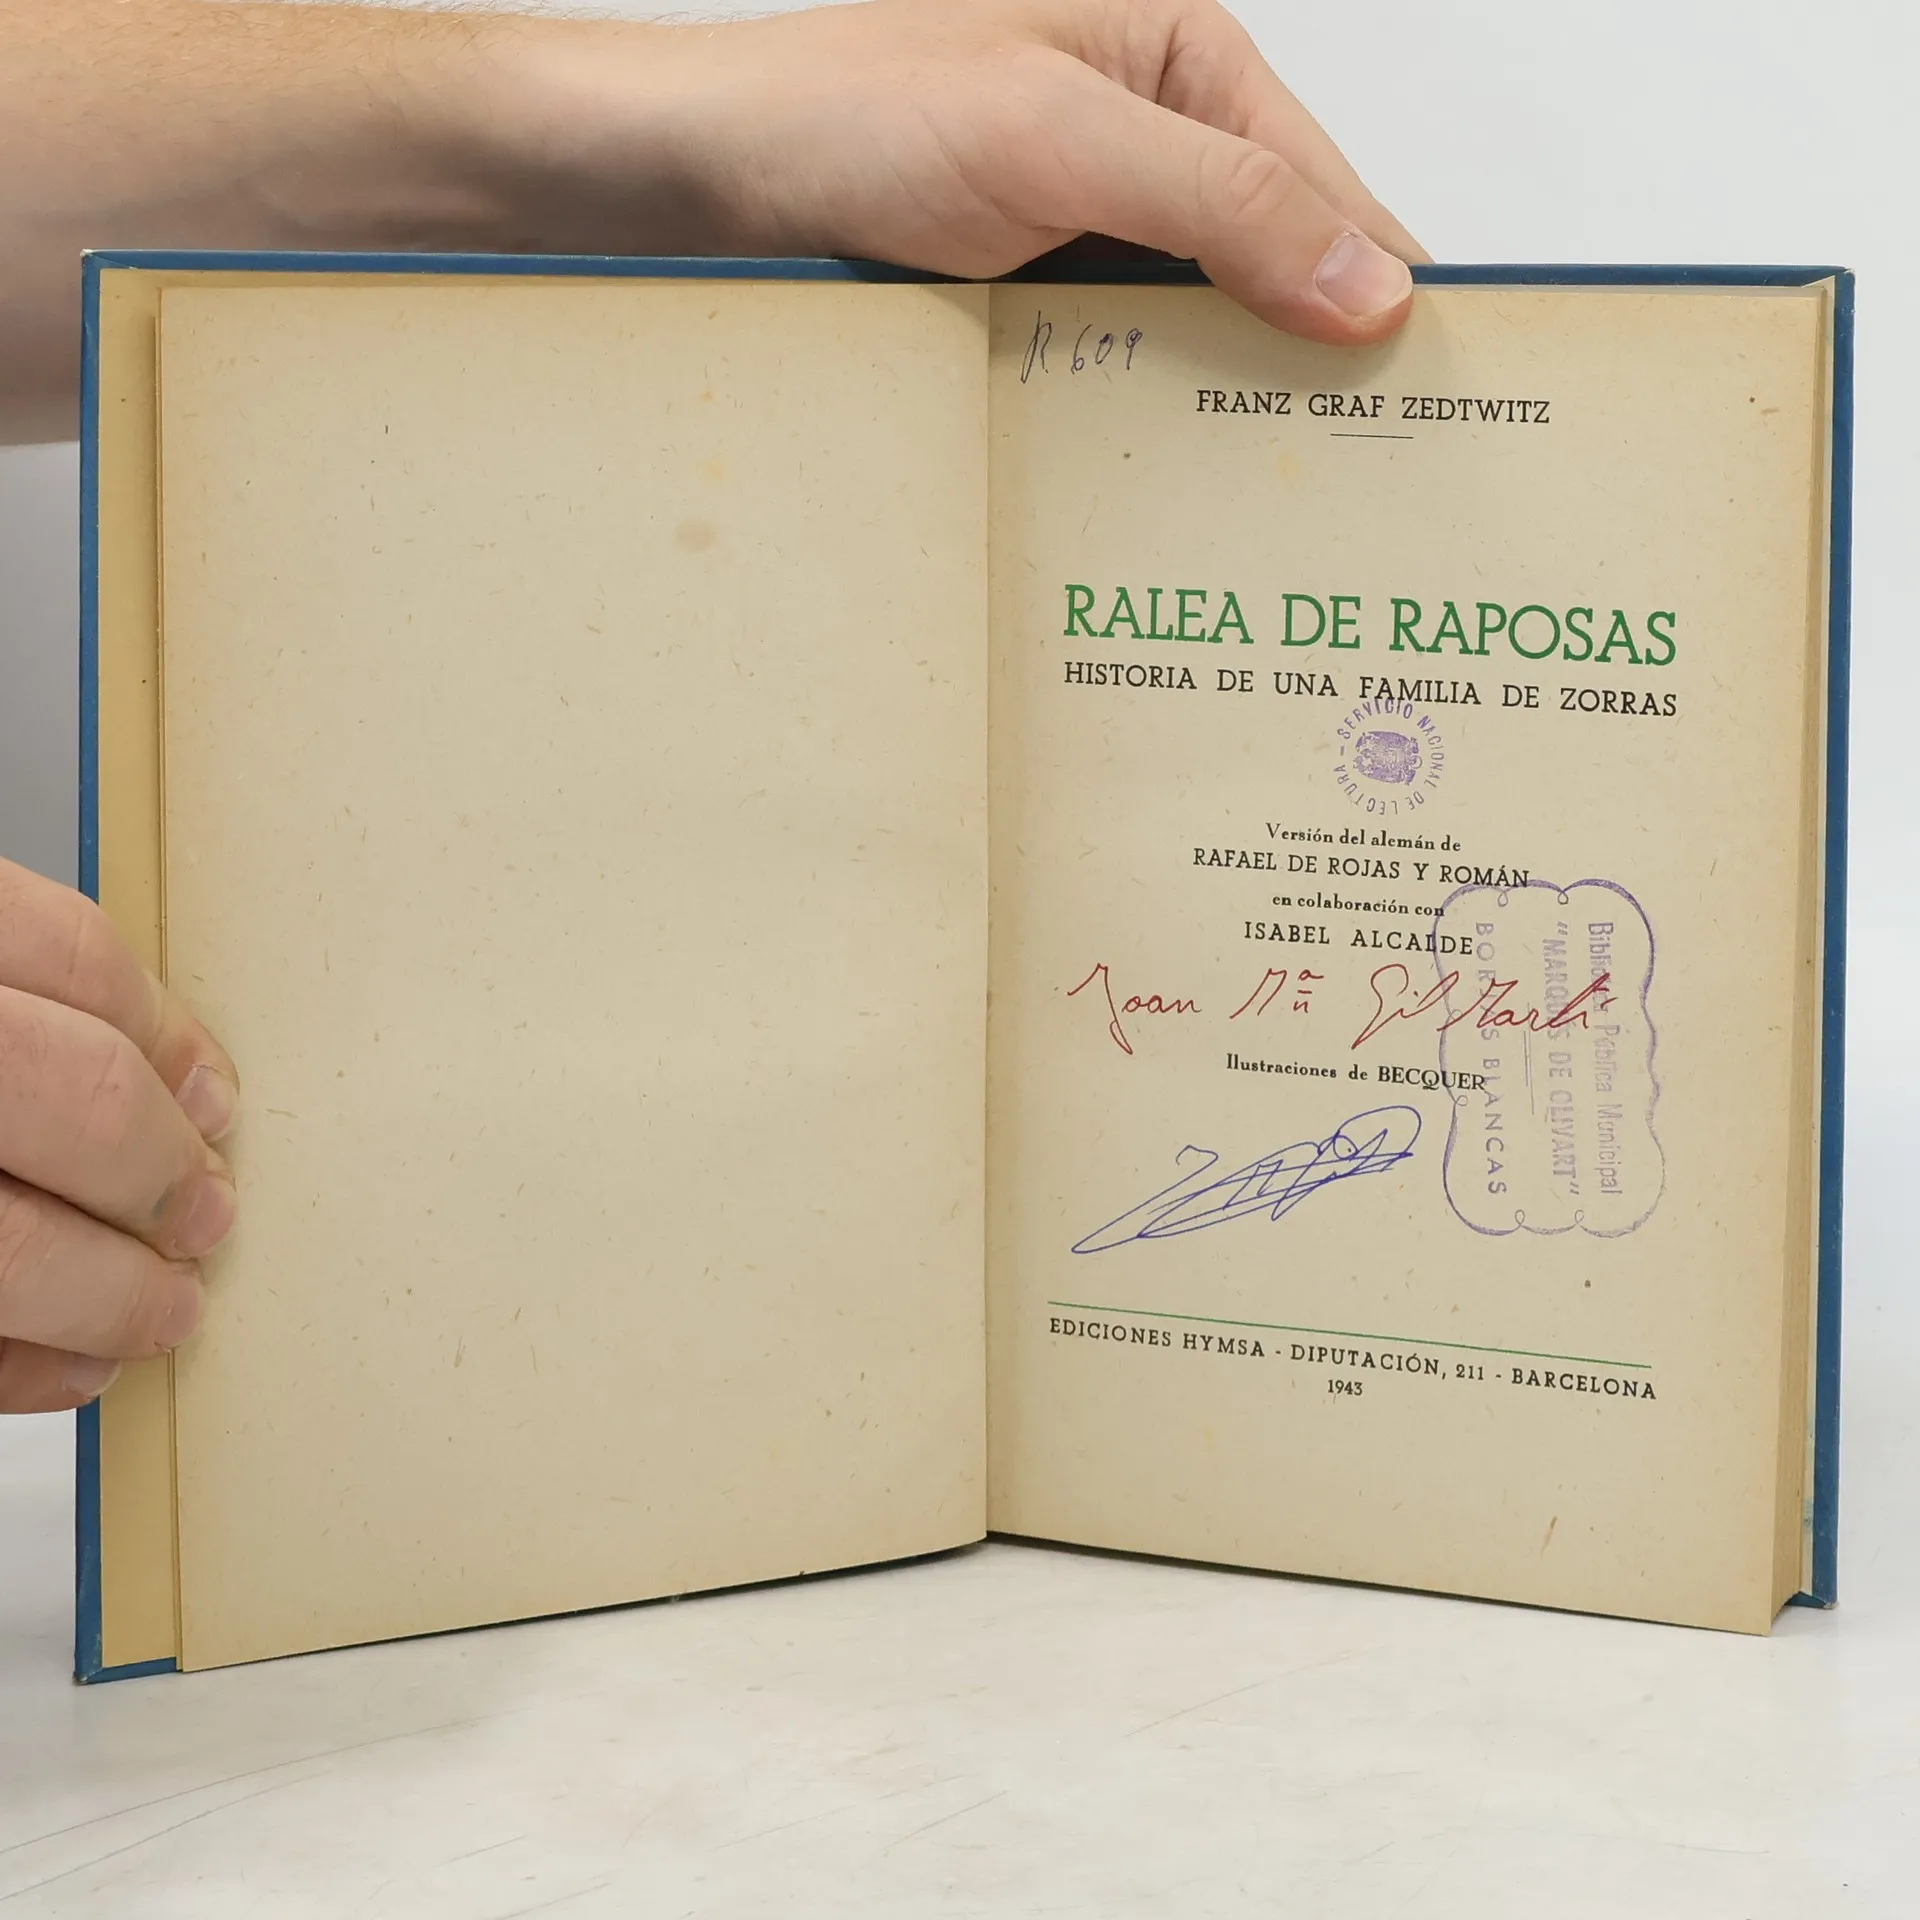 R. 609
FRANZ GRAF ZEDTWITZ
RALEA DE RAPOSAS
HISTORIA DE UNA FAMILIA DE ZORRAS
SERVICIO NACIONAL DE LECTURA
Versión del alemán de
RAFAEL DE ROJAS Y ROMÁN
en colaboración con
ISABEL ALCALDE
Joan Mª Gil Martí
Ilustraciones de BECQUER
Biblioteca Pública Municipal
"MARQUÉS DE OLIVART"
BORJAS BLANCAS
EDICIONES HYMSA - DIPUTACIÓN, 211 - BARCELONA
1943